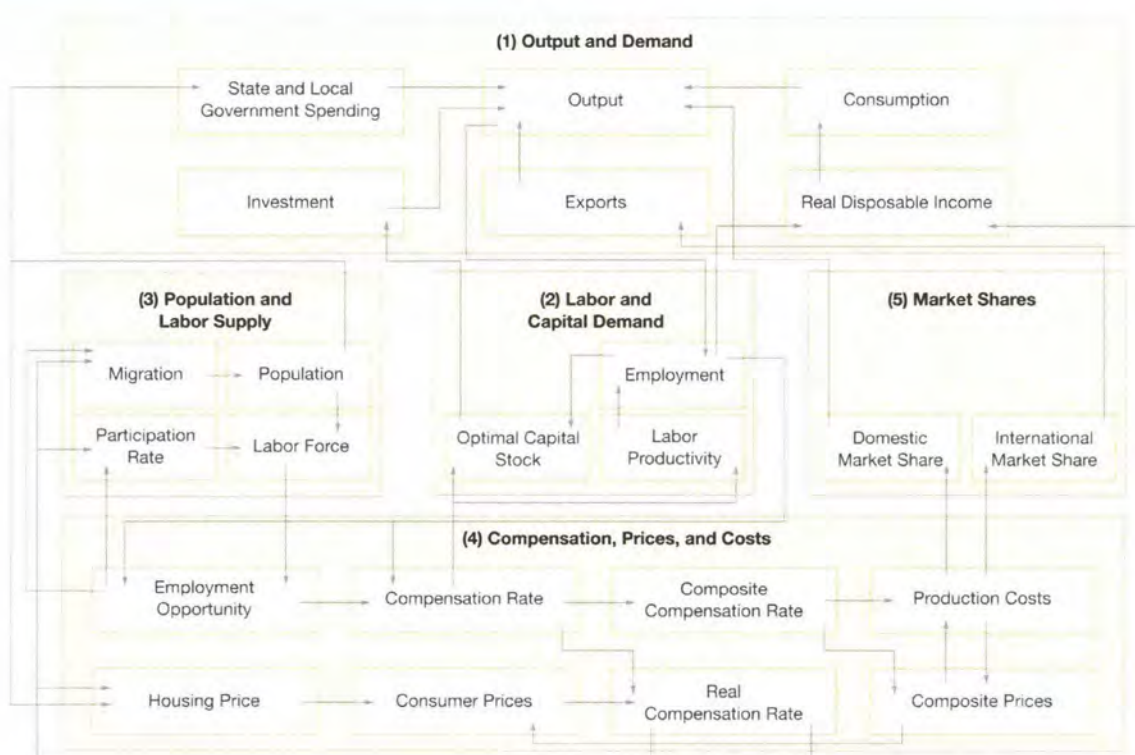 (1) Output and Demand
State and Local
Government Spending
Output
Consumption
Investment
Exports
Real Disposable Income
(3) Population and
Labor Supply
(2) Labor and
Capital Demand
(5) Market Shares
Migration
Population
Employment
Participation
Rate
Labor Force
Optimal Capital
Stock
Labor
Productivity
Domestic
Market Share
International
Market Share
(4) Compensation, Prices, and Costs
Employment
Opportunity
Compensation Rate
Composite
Compensation Rate
Production Costs
Housing Price
Consumer Prices
Real
Compensation Rate
Composite Prices